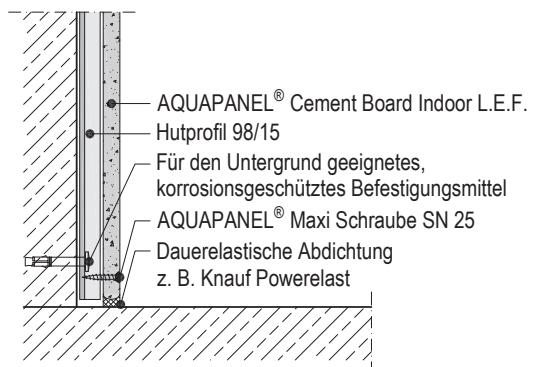 AQUAPANEL® Cement Board Indoor L.E.F.
Hutprofil 98/15
Für den Untergrund geeignetes,
korrosionsgeschütztes Befestigungsmittel
AQUAPANEL® Maxi Schraube SN 25
Dauerelastische Abdichtung
z. B. Knauf Powerelast